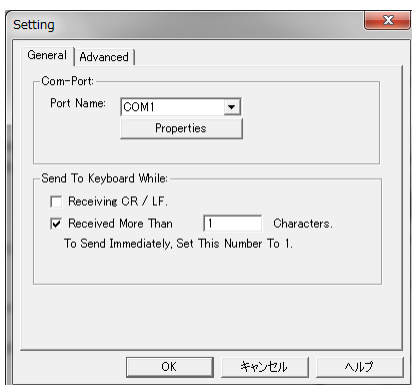 Setting
General
Advanced
Com-Port:
Port Name:
COM1
Properties
Send To Keyboard While:
Receiving CR / LF.
Received More Than 1 Characters.
To Send Immediately, Set This Number To 1.
OK
キャンセル
ヘルプ